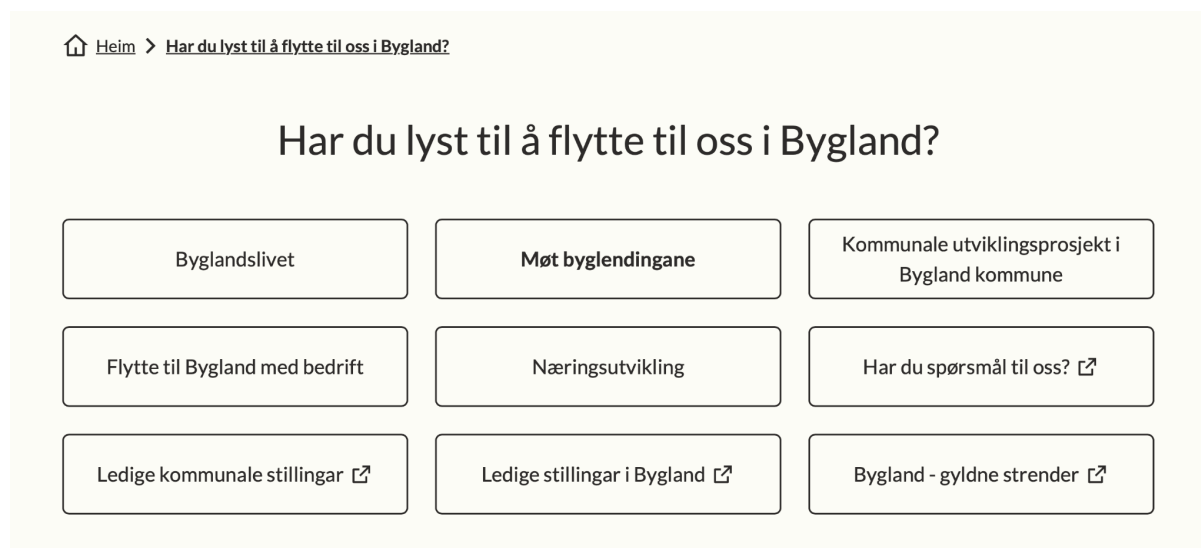 Heim > Har du lyst til å flytte til oss i Bygland?
Har du lyst til å flytte til oss i Bygland?
Byglandslivet
Møt byglendingane
Kommunale utviklingsprosjekt i
Bygland kommune
Flytte til Bygland med bedrift
Næringsutvikling
Har du spørsmål til oss?
Ledige kommunale stillingar
Ledige stillingar i Bygland
Bygland - gyldne strender